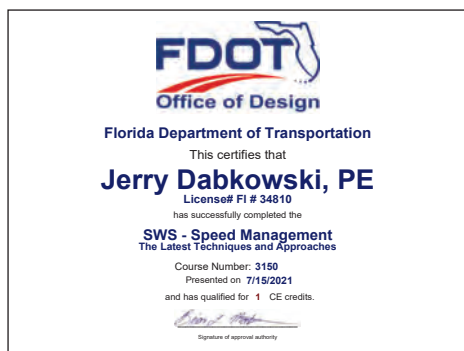 FDOT
Office of Design
Florida Department of Transportation
This certifies that
Jerry Dabkowski, PE
License# Fl # 34810
has successfully completed the
SWS - Speed Management
The Latest Techniques and Approaches
Course Number: 3150
Presented on 7/15/2021
and has qualified for 1 CE credits.
Signature of approval authority